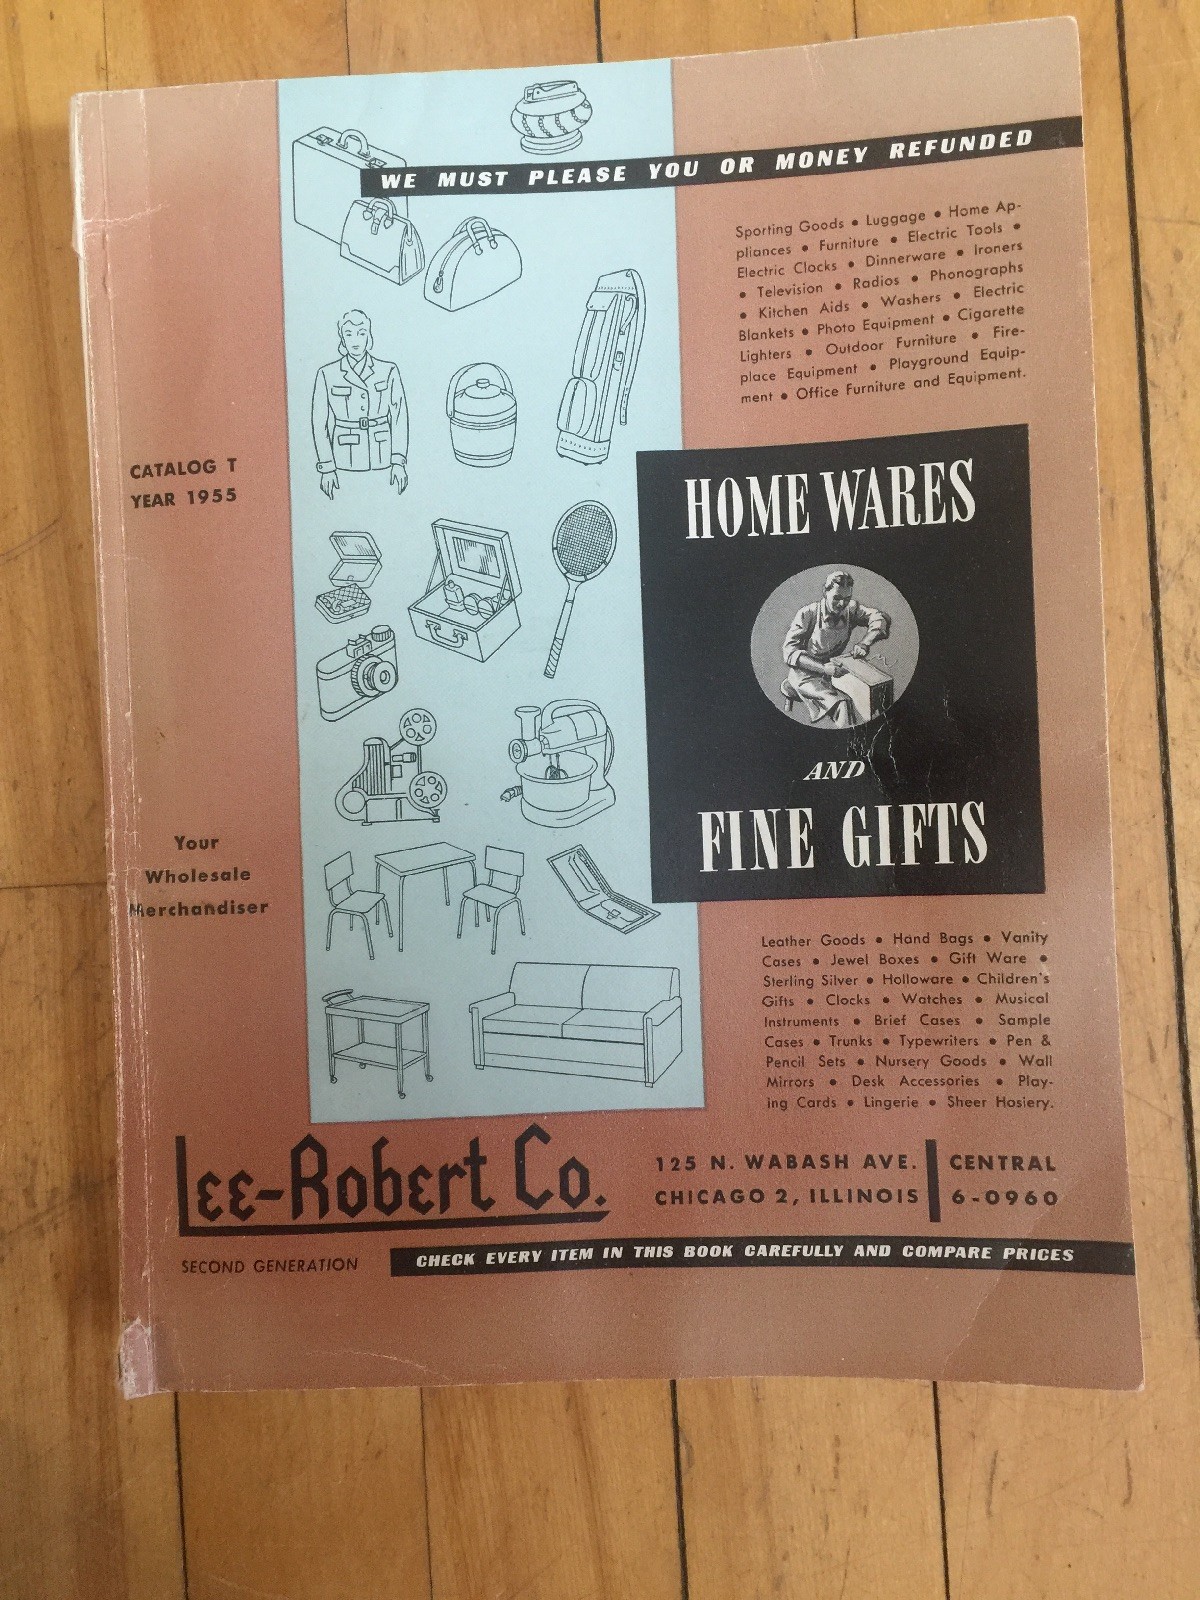 WE MUST PLEASE YOU OR MONEY REFUNDED
Sporting Goods • Luggage • Home Ap-
pliances • Furniture • Electric Tools •
Electric Clocks • Dinnerware • Ironers
• Television • Radios • Phonographs
• Kitchen Aids • Washers • Electric
Blankets • Photo Equipment • Cigarette
Lighters • Outdoor Furniture • Fire-
place Equipment • Playground Equip-
ment • Office Furniture and Equipment.
CATALOG T
YEAR 1955
HOME WARES
AND
FINE GIFTS
Your
Wholesale
Merchandiser
Leather Goods • Hand Bags • Vanity
Cases • Jewel Boxes • Gift Ware •
Sterling Silver • Holloware • Children's
Gifts • Clocks • Watches • Musical
Instruments • Brief Cases • Sample
Cases • Trunks • Typewriters • Pen &
Pencil Sets • Nursery Goods • Wall
Mirrors • Desk Accessories • Play-
ing Cards • Lingerie • Sheer Hosiery.
Lee-Robert Co.
125 N. WABASH AVE.
CHICAGO 2, ILLINOIS
CENTRAL
6-0960
SECOND GENERATION
CHECK EVERY ITEM IN THIS BOOK CAREFULLY AND COMPARE PRICES